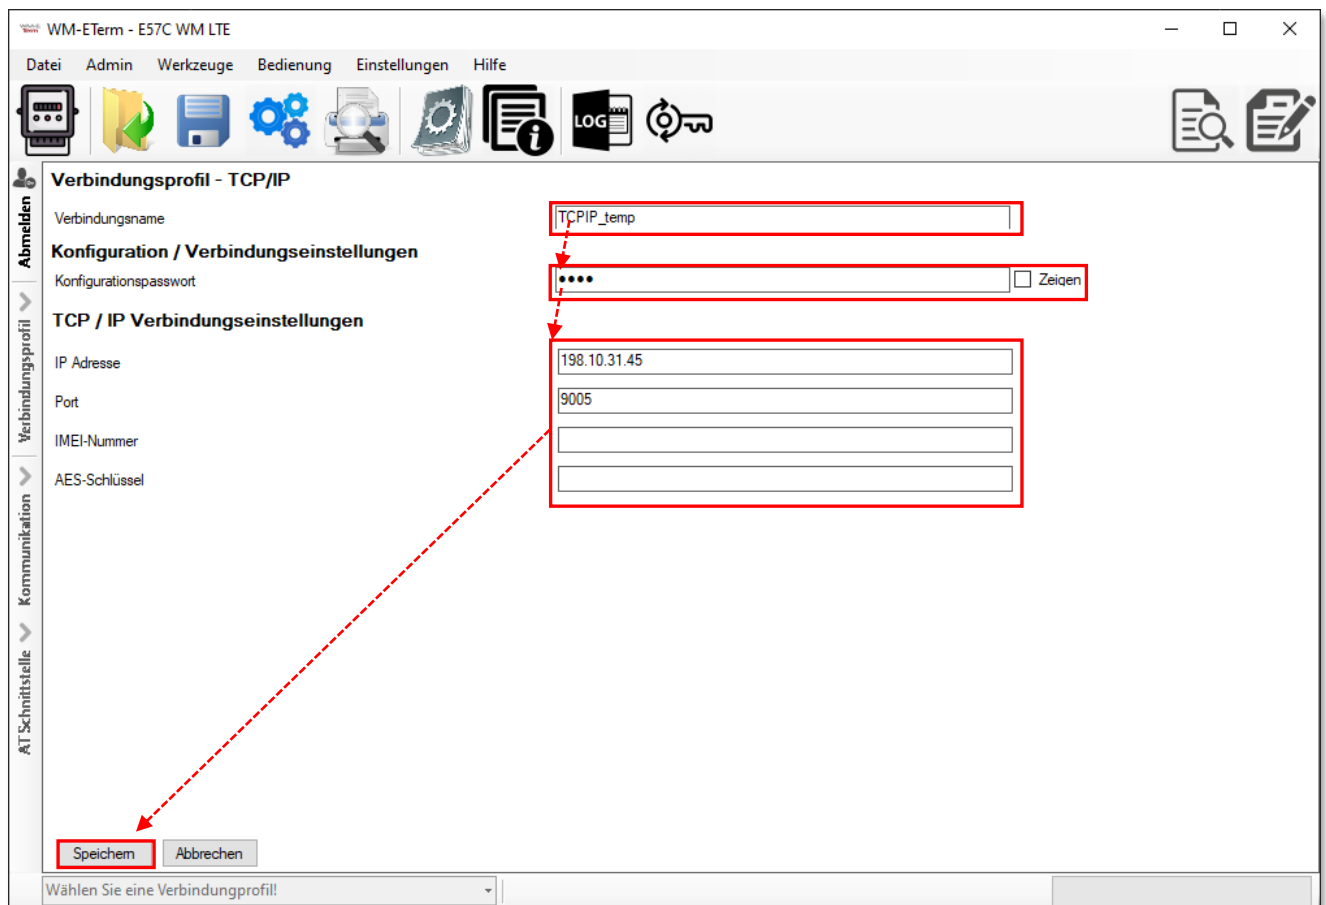 WM-ETerm - E57C WM LTE
Datei Admin Werkzeuge Bedienung Einstellungen Hilfe
LOG
Abmelden
Verbindungsprofil
Kommunikation
AT Schnittstelle
Verbindungsprofil - TCP/IP
Verbindungsname TCPIP_temp
Konfiguration / Verbindungseinstellungen
Konfigurationspasswort •••• Zeigen
TCP / IP Verbindungseinstellungen
IP Adresse 198.10.31.45
Port 9005
IMEI-Nummer
AES-Schlüssel
Speichern Abbrechen
Wählen Sie eine Verbindungprofil!